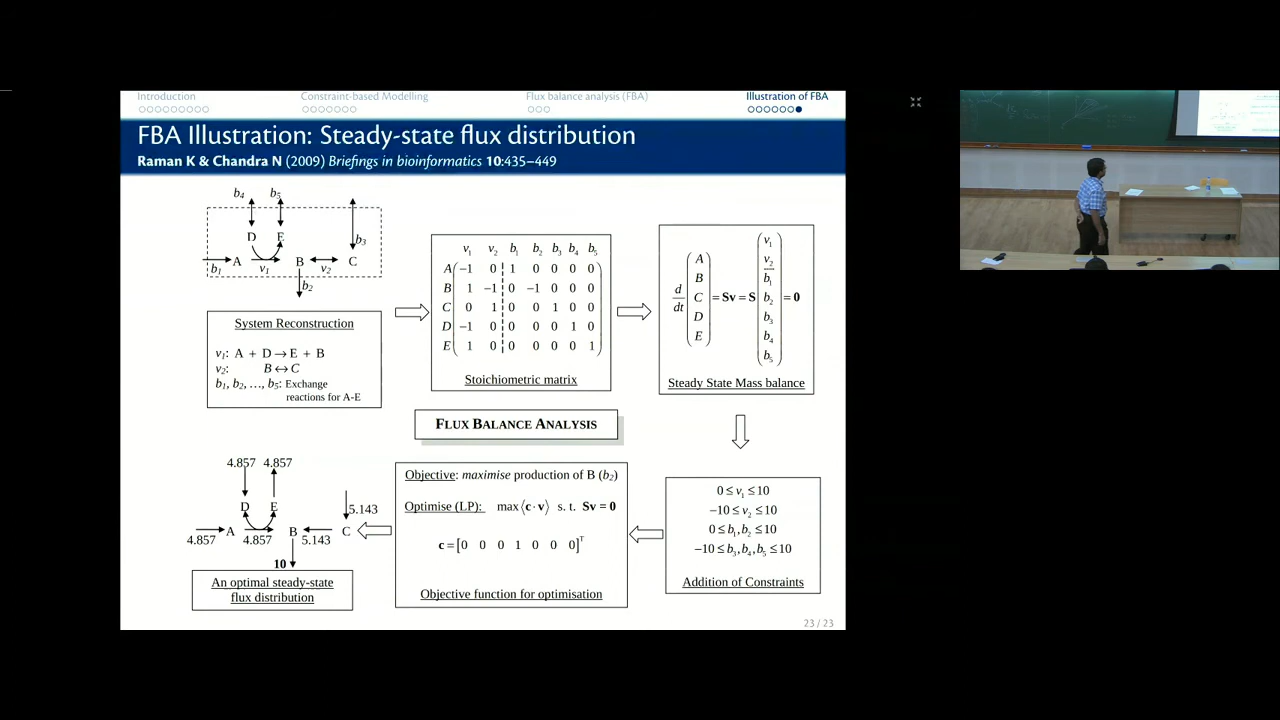 Introduction
Constraint-based Modelling
Flux balance analysis (FBA)
Illustration of FBA
FBA Illustration: Steady-state flux distribution
Raman K & Chandra N (2009) Briefings in bioinformatics 10:435–449
b4 b5
D E
b3
b1 A v1 B v2 C
b2
System Reconstruction
v1: A + D → E + B
v2: B ↔ C
b1, b2, ..., b5: Exchange
reactions for A-E
v1 v2 b1 b2 b3 b4 b5
A −1 0 1 0 0 0 0
B 1 −1 0 −1 0 0 0
C 0 1 0 0 1 0 0
D −1 0 0 0 0 1 0
E 1 0 0 0 0 0 1
Stoichiometric matrix
d/dt (A B C D E) = Sv = S (v1 v2 b1 b2 b3 b4 b5) = 0
Steady State Mass balance
FLUX BALANCE ANALYSIS
0 ≤ v1 ≤ 10
−10 ≤ v2 ≤ 10
0 ≤ b1, b2 ≤ 10
−10 ≤ b3, b4, b5 ≤ 10
Addition of Constraints
Objective: maximise production of B (b2)
Optimise (LP): max⟨c · v⟩ s. t. Sv = 0
c = [0 0 0 1 0 0 0]T
Objective function for optimisation
4.857 4.857
D E
5.143
A B C
4.857 4.857 5.143
10
An optimal steady-state
flux distribution
23 / 23